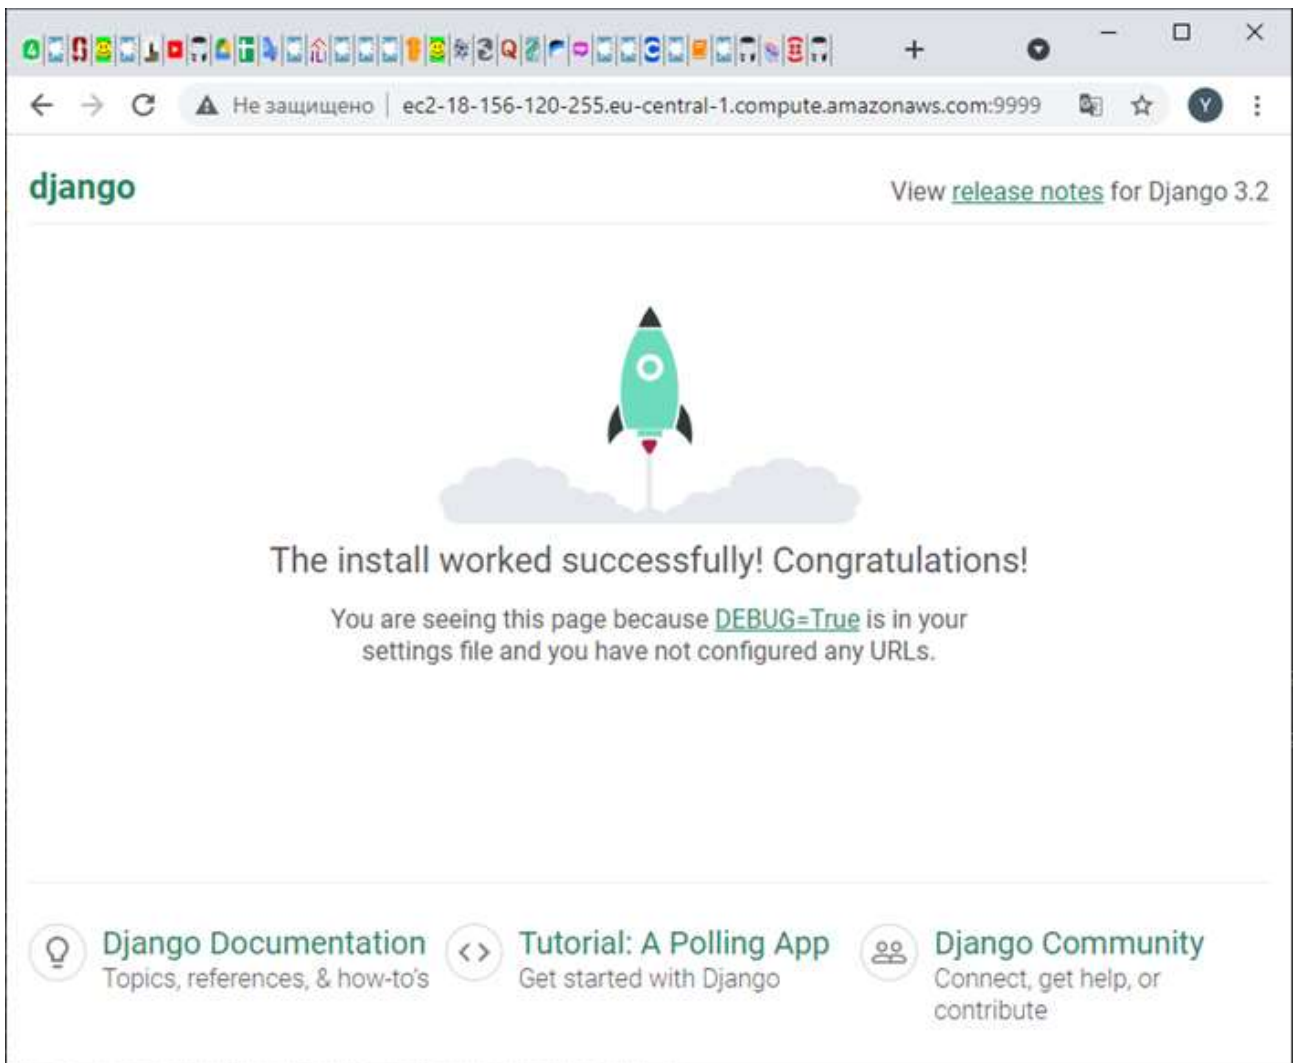 Не защищено | ec2-18-156-120-255.eu-central-1.compute.amazonaws.com:9999
Y
django
View release notes for Django 3.2
The install worked successfully! Congratulations!
You are seeing this page because DEBUG=True is in your
settings file and you have not configured any URLs.
Django Documentation
Topics, references, & how-to's
Tutorial: A Polling App
Get started with Django
Django Community
Connect, get help, or
contribute